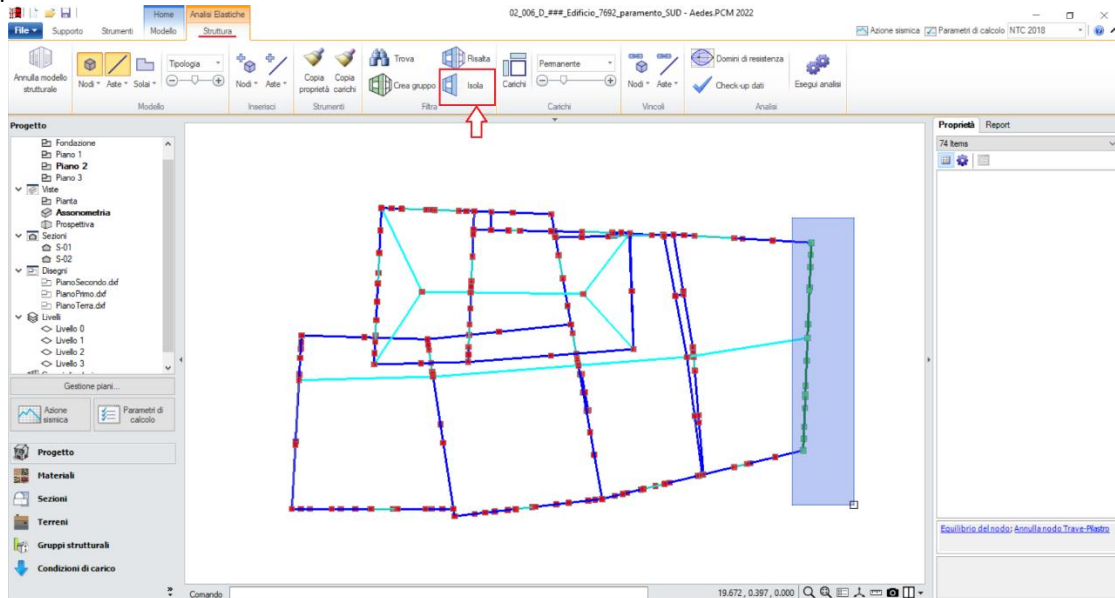 Home
Analisi Elastiche
02_006_D_###_Edificio_7692_paramento_SUD - Aedes.PCM 2022
File
Supporto
Strumenti
Modello
Struttura
Azione sismica
Parametri di calcolo
NTC 2018
Annulla modello
strutturale
Nodi
Aste
Solai
Tipologia
Modello
Nodi
Aste
Inserisci
Copia
proprietà
Copia
carichi
Strumenti
Trova
Crea gruppo
Risalta
Isola
Filtra
Carichi
Permanente
Carichi
Nodi
Aste
Vincoli
Domini di resistenza
Check-up dati
Esegui analisi
Analisi
Progetto
Fondazione
Piano 1
Piano 2
Piano 3
Viste
Pianta
Assonometria
Prospettiva
Sezioni
S-01
S-02
Disegni
PianoSecondo.dxf
PianoPrimo.dxf
PianoTerra.dxf
Livelli
Livello 0
Livello 1
Livello 2
Livello 3
Gestione piani...
Azione
sismica
Parametri di
calcolo
Progetto
Materiali
Sezioni
Terreni
Gruppi strutturali
Condizioni di carico
Proprietà
Report
74 Items
Equilibrio del nodo; Annulla nodo Trave-Pilastro
Comando
19.672 , 0.397 , 0.000